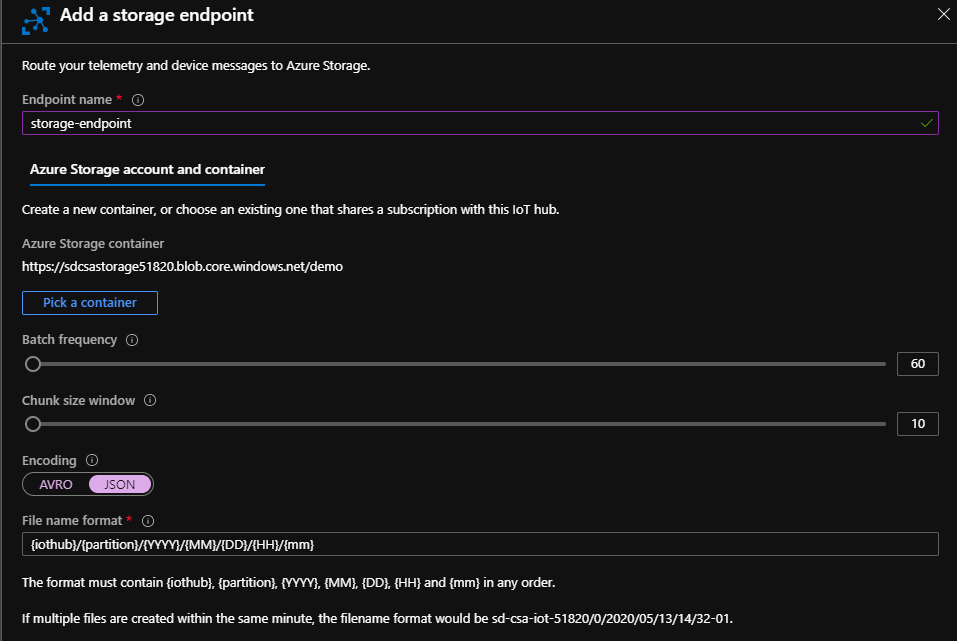 Add a storage endpoint
Route your telemetry and device messages to Azure Storage.
Endpoint name *
storage-endpoint
Azure Storage account and container
Create a new container, or choose an existing one that shares a subscription with this IoT hub.
Azure Storage container
https://sdcsastorage51820.blob.core.windows.net/demo
Pick a container
Batch frequency
60
Chunk size window
10
Encoding
AVRO JSON
File name format *
{iothub}/{partition}/{YYYY}/{MM}/{DD}/{HH}/{mm}
The format must contain {iothub}, {partition}, {YYYY}, {MM}, {DD}, {HH} and {mm} in any order.
If multiple files are created within the same minute, the filename format would be sd-csa-iot-51820/0/2020/05/13/14/32-01.